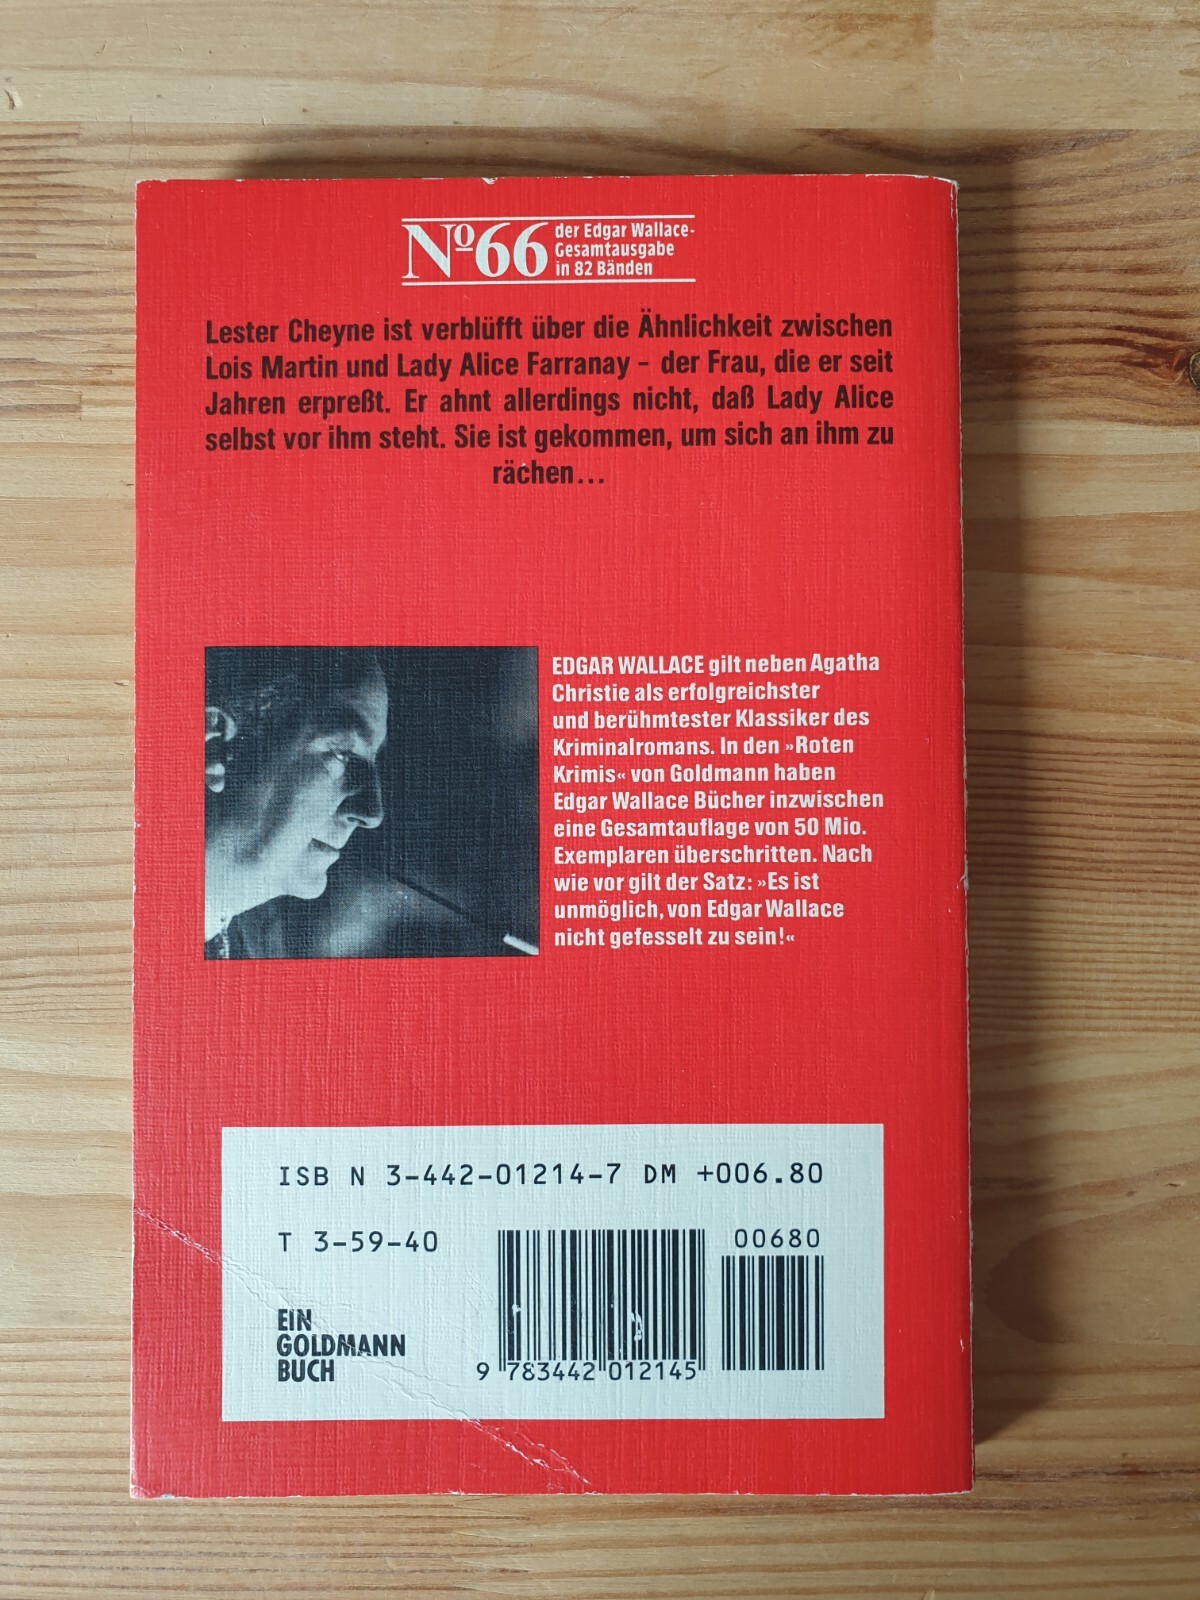 Nº66 der Edgar Wallace-
Gesamtausgabe
in 82 Bänden
Lester Cheyne ist verblüfft über die Ähnlichkeit zwischen
Lois Martin und Lady Alice Farranay – der Frau, die er seit
Jahren erpreßt. Er ahnt allerdings nicht, daß Lady Alice
selbst vor ihm steht. Sie ist gekommen, um sich an ihm zu
rächen...
EDGAR WALLACE gilt neben Agatha
Christie als erfolgreichster
und berühmtester Klassiker des
Kriminalromans. In den »Roten
Krimis« von Goldmann haben
Edgar Wallace Bücher inzwischen
eine Gesamtauflage von 50 Mio.
Exemplaren überschritten. Nach
wie vor gilt der Satz: »Es ist
unmöglich, von Edgar Wallace
nicht gefesselt zu sein!«
ISB N 3-442-01214-7 DM +006.80
T 3-59-40
00680
EIN
GOLDMANN
BUCH
9 783442 012145